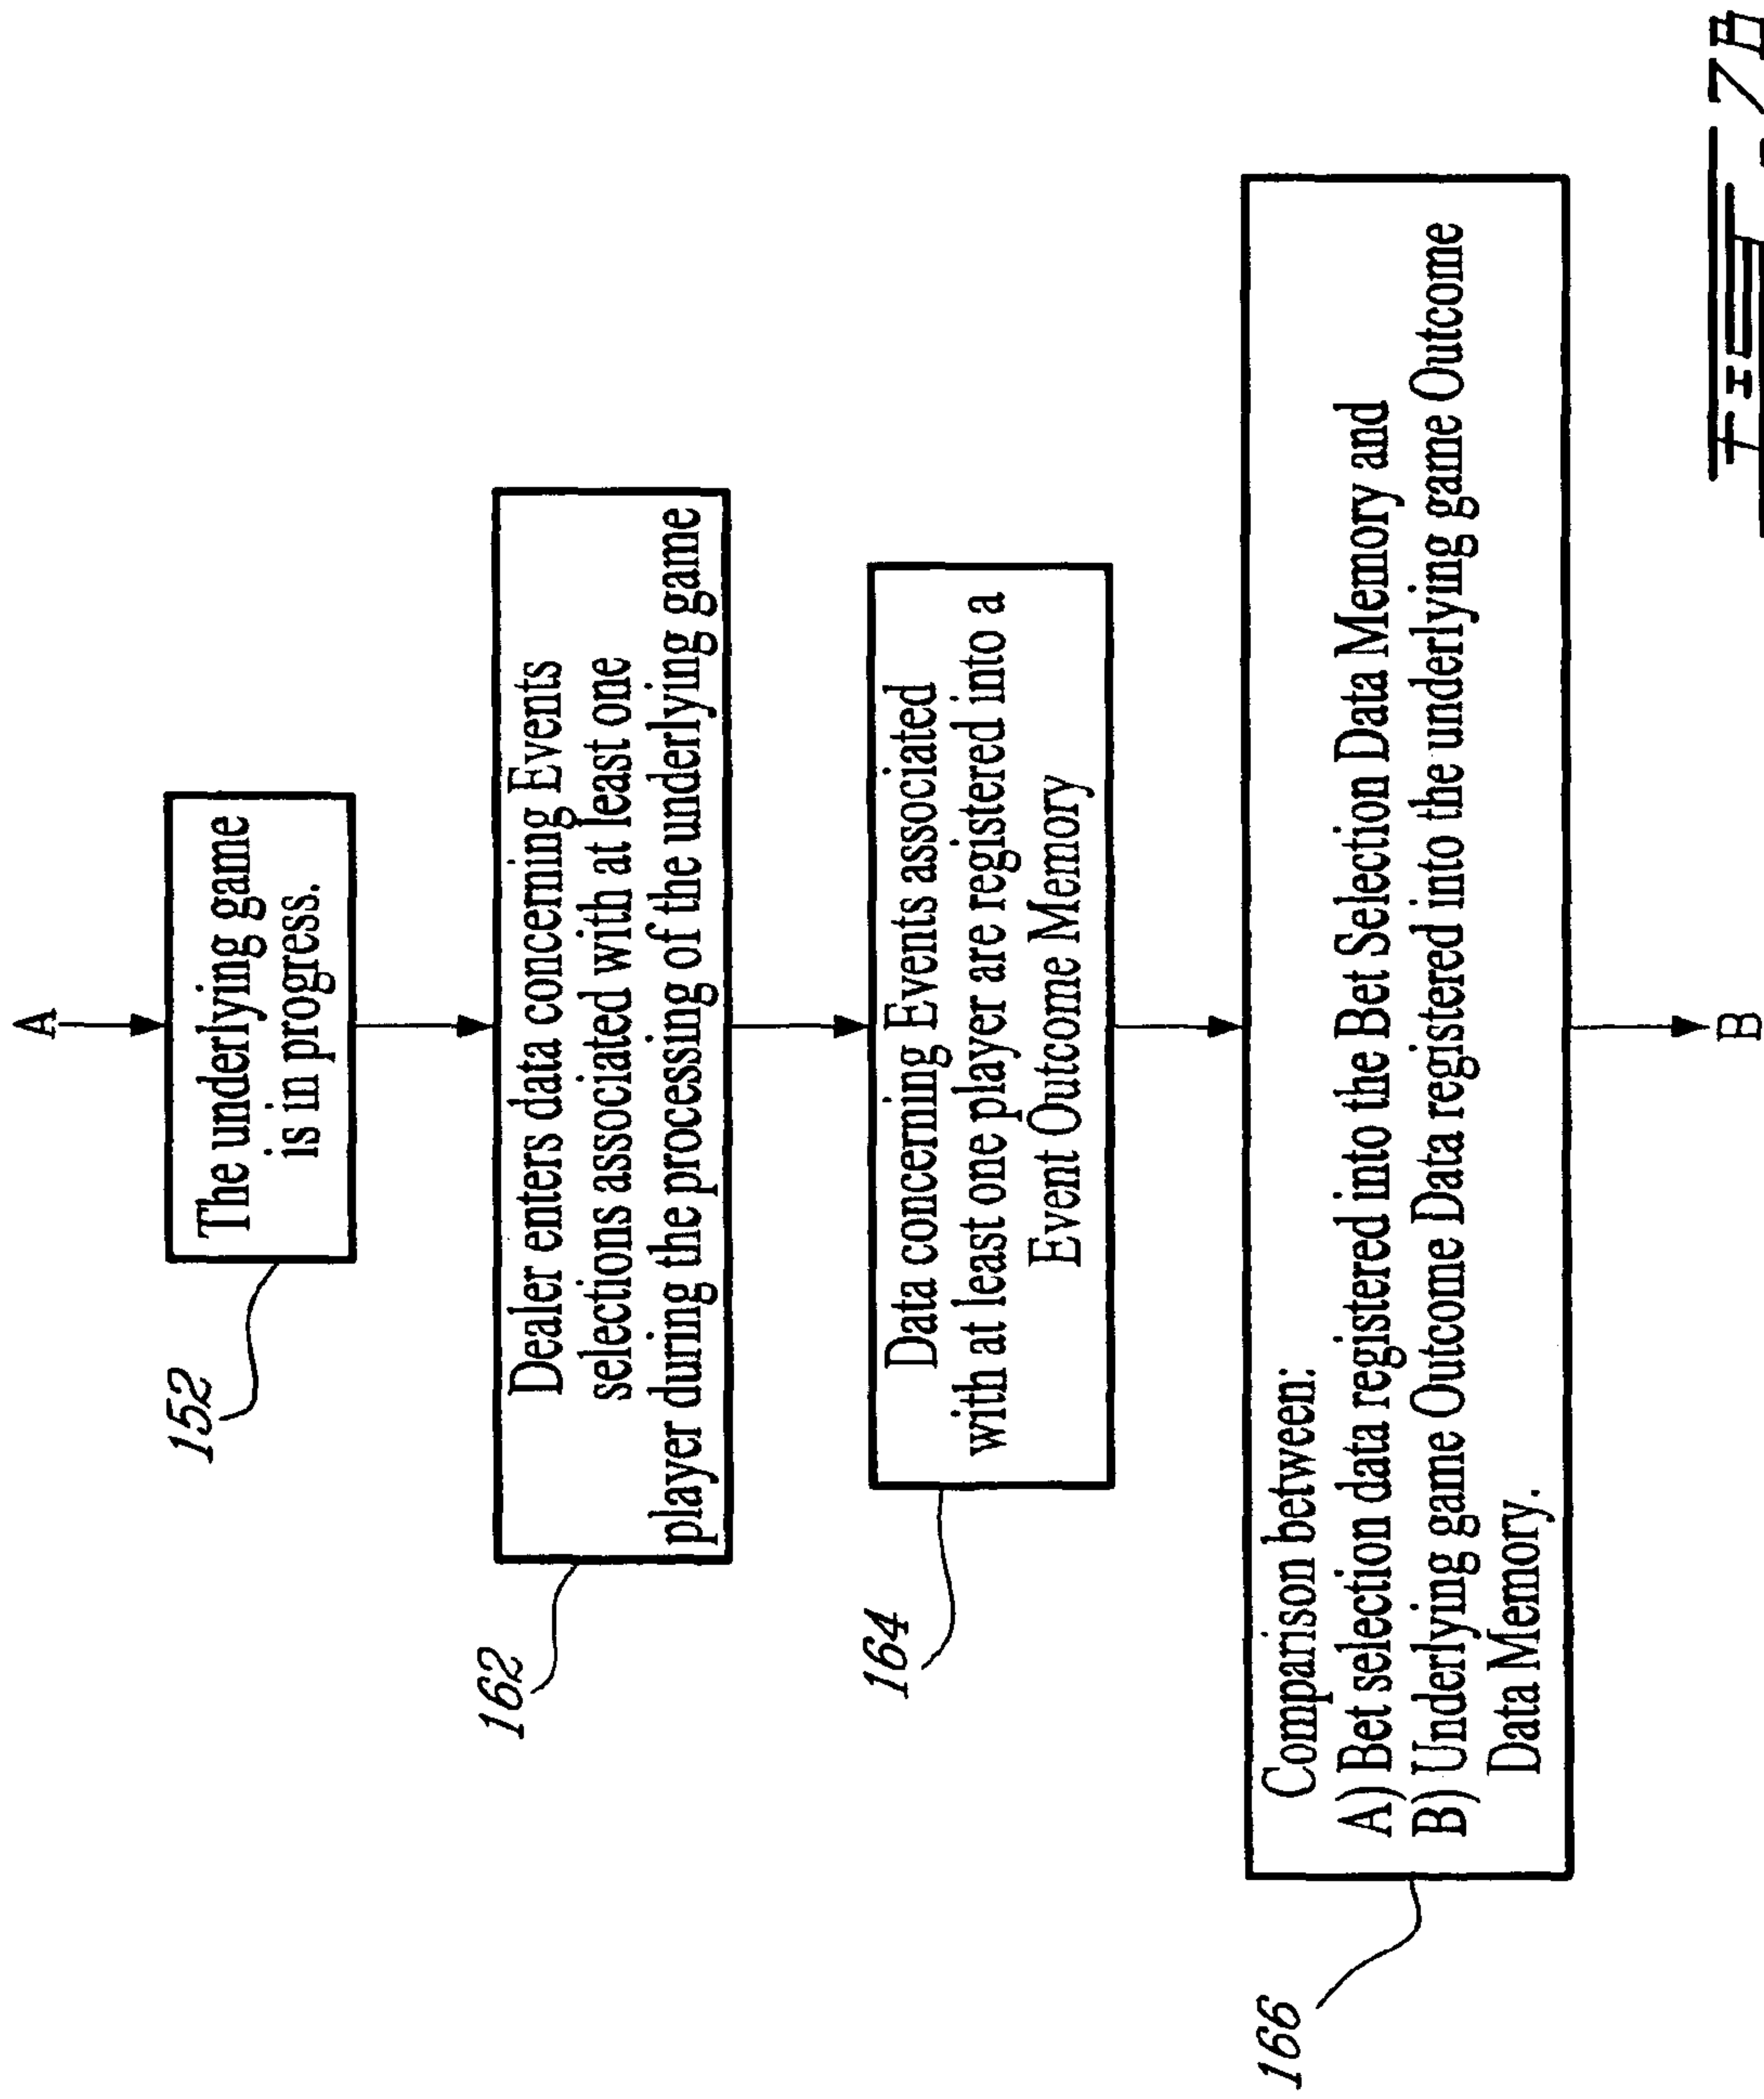 A
The underlying game
is in progress.
152
Dealer enters data concerning Events
selections associated with at least one
player during the processing of the underlying game
162
Data concerning Events associated
with at least one player are registered into a
Event Outcome Memory
164
Comparison between:
A) Bet selection data registered into the Bet Selection Data Memory and
B) Underlying game Outcome Data registered into the underlying game Outcome
Data Memory.
166
B